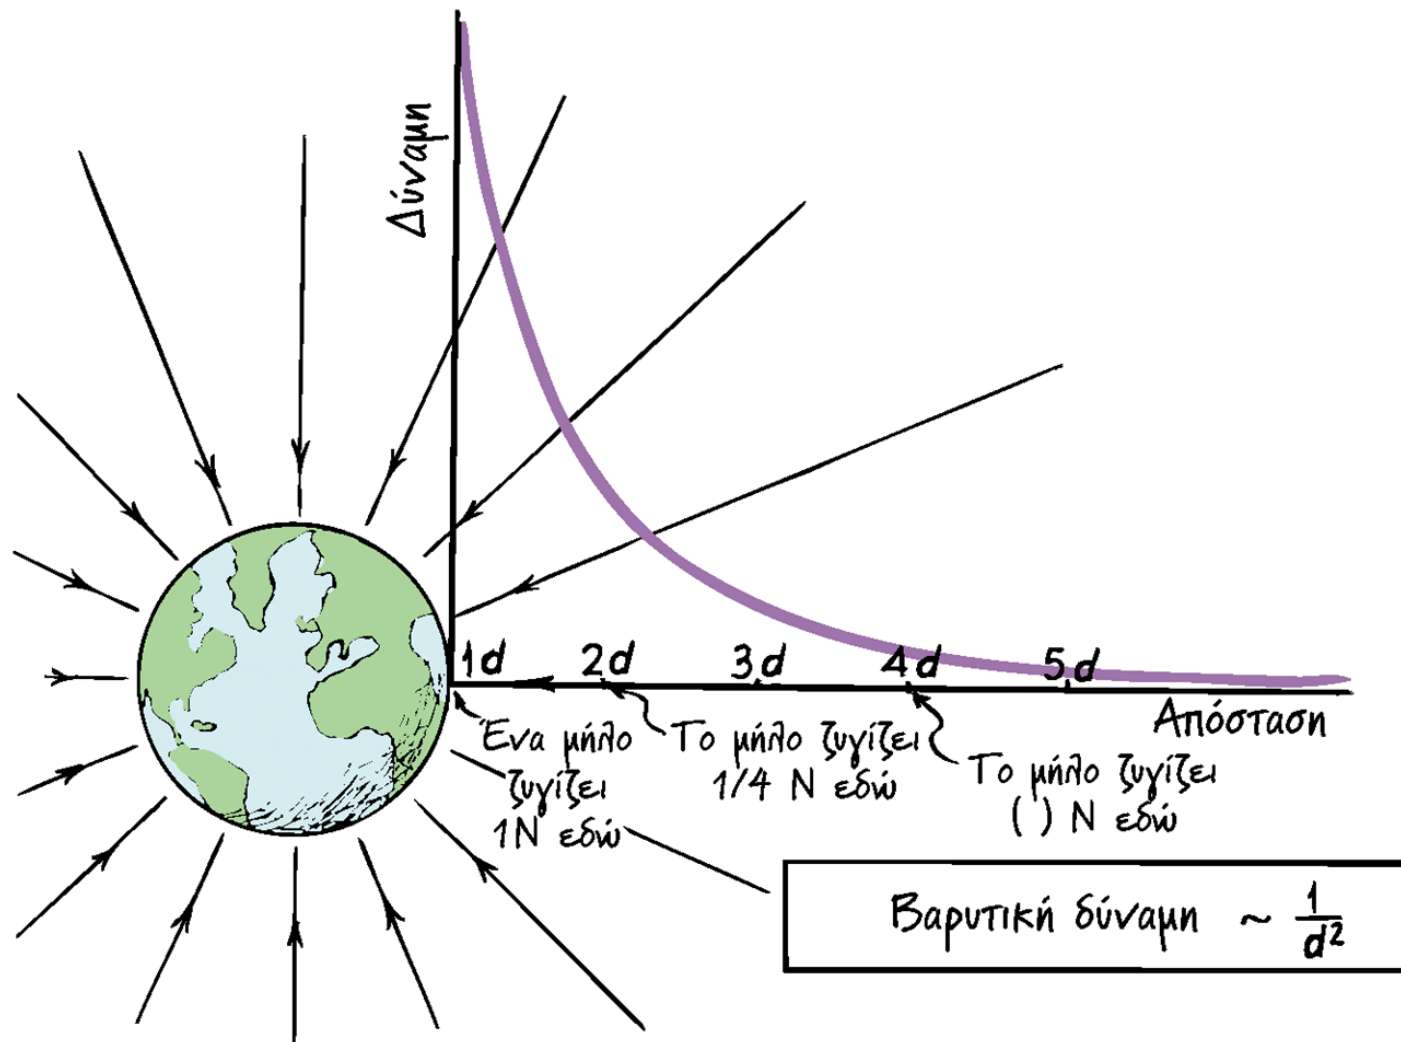 Δύναμη
1d 2d 3d 4d 5d
Απόσταση
Ένα μήλο
ζυγίζει
1N εδώ
Το μήλο ζυγίζει
1/4 N εδώ
Το μήλο ζυγίζει
( ) N εδώ
Βαρυτική δύναμη ~ 1/d²